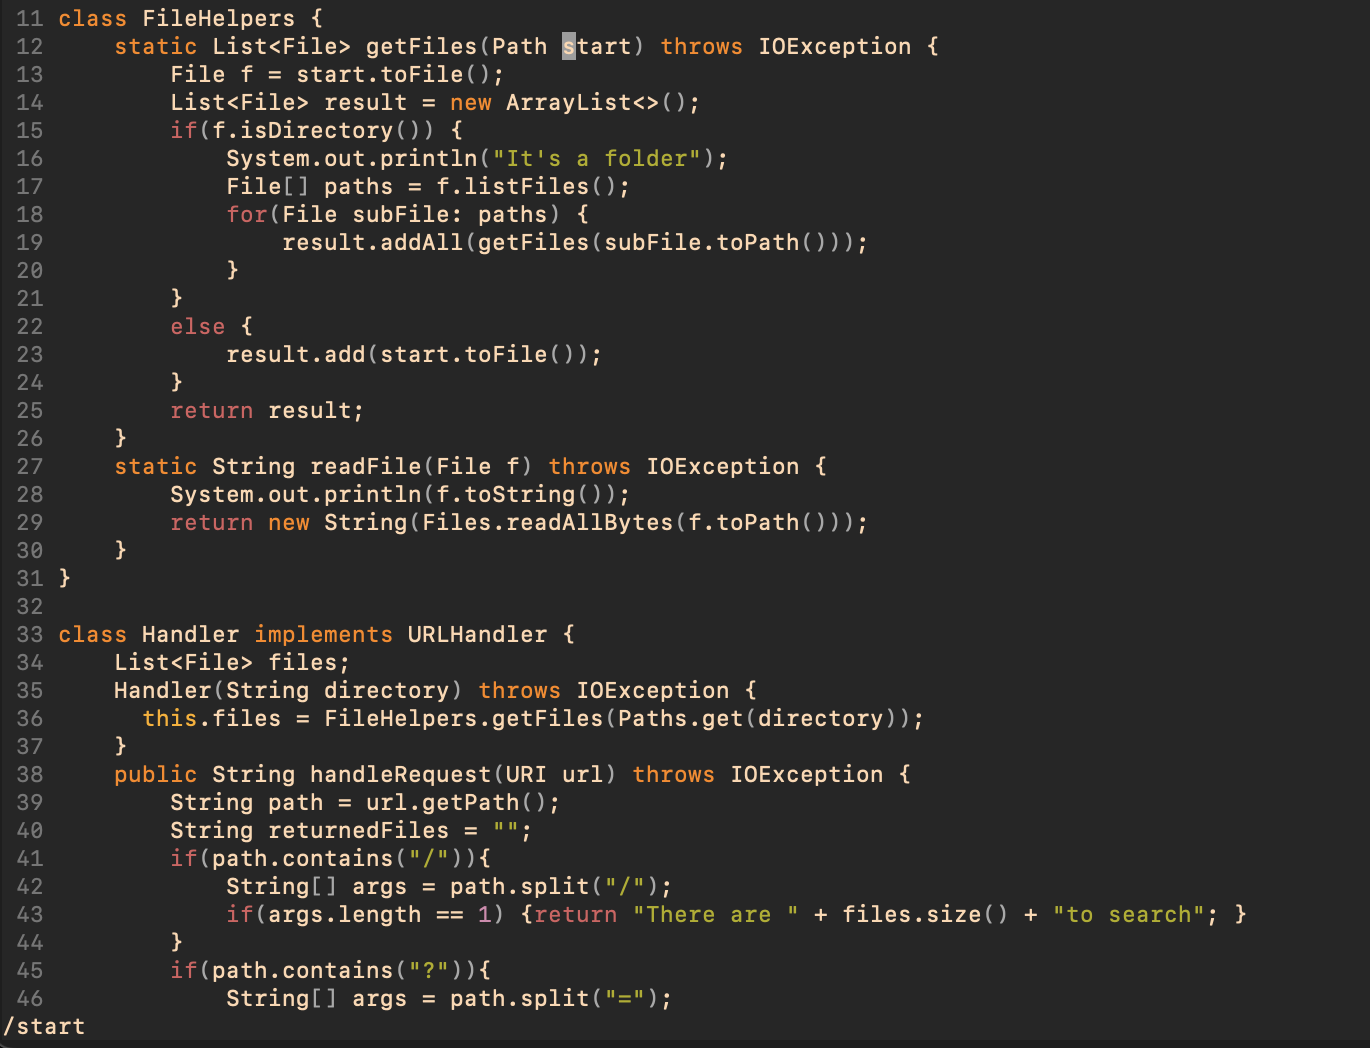 11 class FileHelpers {
12     static List<File> getFiles(Path start) throws IOException {
13         File f = start.toFile();
14         List<File> result = new ArrayList<>();
15         if(f.isDirectory()) {
16             System.out.println("It's a folder");
17             File[] paths = f.listFiles();
18             for(File subFile: paths) {
19                 result.addAll(getFiles(subFile.toPath()));
20             }
21         }
22         else {
23             result.add(start.toFile());
24         }
25         return result;
26     }
27     static String readFile(File f) throws IOException {
28         System.out.println(f.toString());
29         return new String(Files.readAllBytes(f.toPath()));
30     }
31 }
32
33 class Handler implements URLHandler {
34     List<File> files;
35     Handler(String directory) throws IOException {
36       this.files = FileHelpers.getFiles(Paths.get(directory));
37     }
38     public String handleRequest(URI url) throws IOException {
39         String path = url.getPath();
40         String returnedFiles = "";
41         if(path.contains("/")){
42             String[] args = path.split("/");
43             if(args.length == 1) {return "There are " + files.size() + "to search"; }
44         }
45         if(path.contains("?")){
46             String[] args = path.split("=");
/start